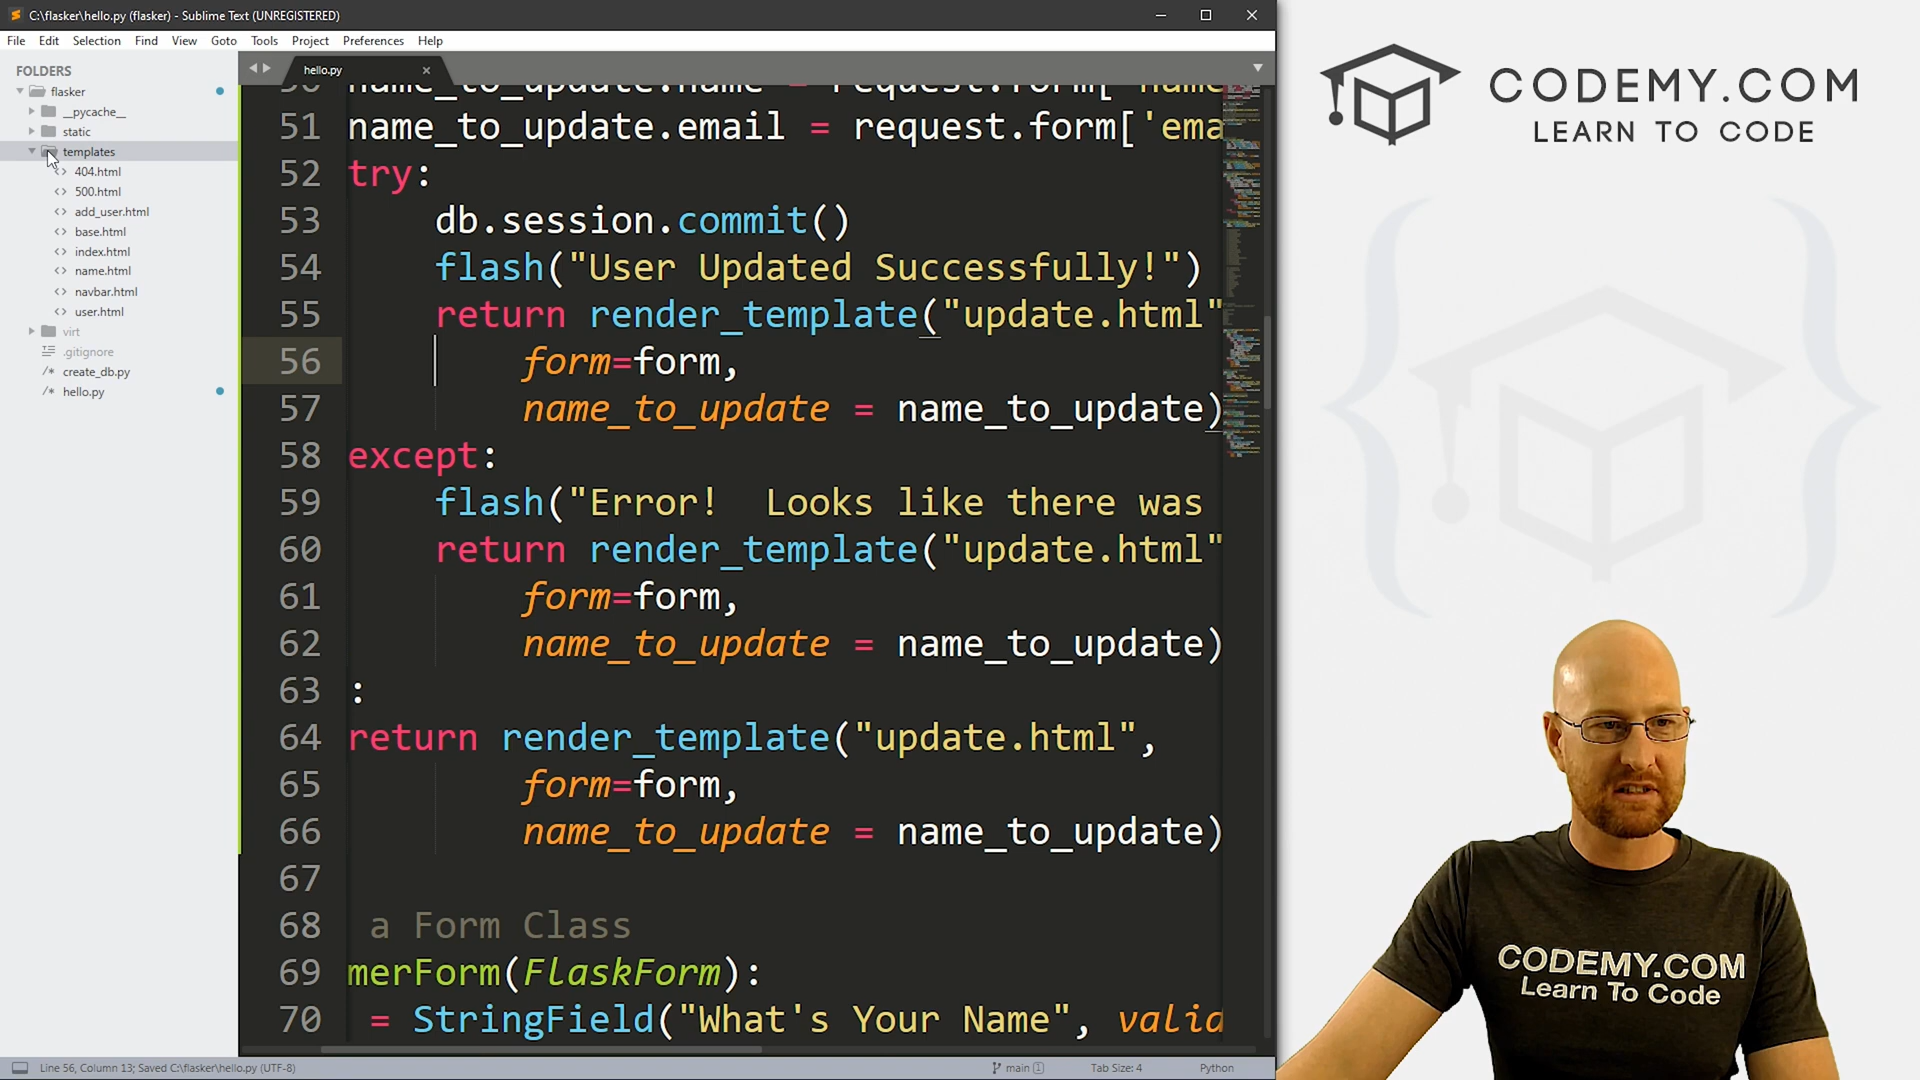 C:\flasker\hello.py (flasker) - Sublime Text (UNREGISTERED)
File Edit Selection Find View Goto Tools Project Preferences Help
FOLDERS
flasker
__pycache__
static
templates
404.html
500.html
add_user.html
base.html
index.html
name.html
navbar.html
user.html
virt
.gitignore
create_db.py
hello.py
hello.py
51 name_to_update.email = request.form['ema
52 try:
53 db.session.commit()
54 flash("User Updated Successfully!")
55 return render_template("update.html"
56 form=form,
57 name_to_update = name_to_update)
58 except:
59 flash("Error!  Looks like there was
60 return render_template("update.html"
61 form=form,
62 name_to_update = name_to_update)
63 :
64 return render_template("update.html",
65 form=form,
66 name_to_update = name_to_update)
67
68 a Form Class
69 merForm(FlaskForm):
70 = StringField("What's Your Name", valid
Line 56, Column 13; Saved C:\flasker\hello.py (UTF-8)
main 1
Tab Size: 4
Python
CODEMY.COM
LEARN TO CODE
CODEMY.COM
Learn To Code